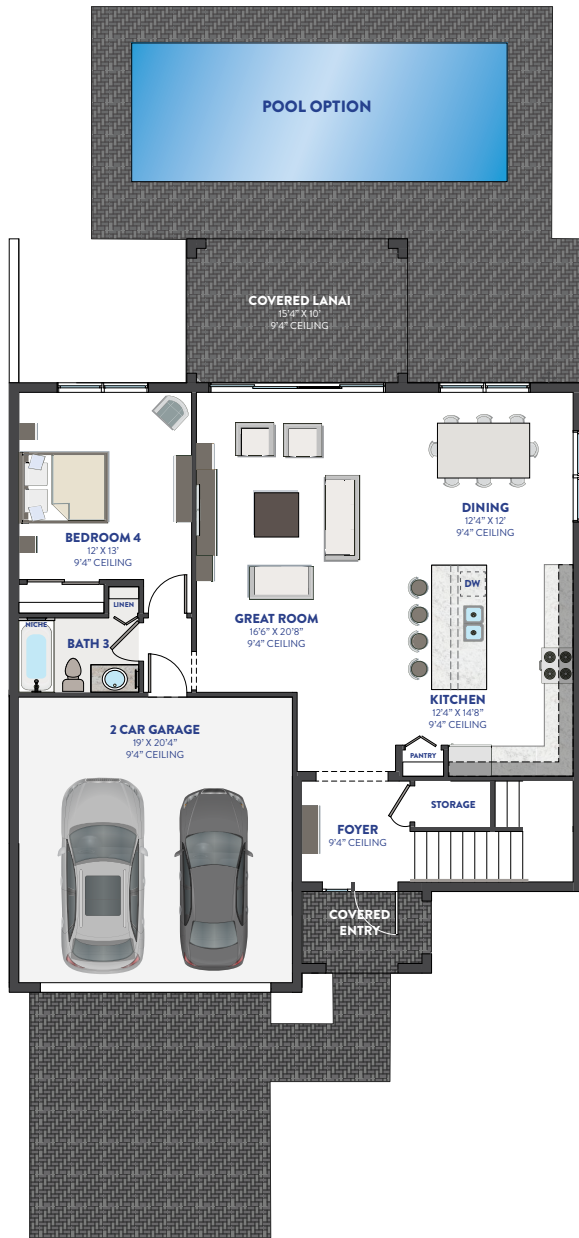 POOL OPTION
COVERED LANAI
15'4" X 10'
9'4" CEILING
DINING
12'4" X 12'
9'4" CEILING
BEDROOM 4
12' X 13'
9'4" CEILING
DW
LINEN
NICHE
BATH 3
GREAT ROOM
16'6" X 20'8"
9'4" CEILING
KITCHEN
12'4" X 14'8"
9'4" CEILING
2 CAR GARAGE
19' X 20'4"
9'4" CEILING
PANTRY
STORAGE
FOYER
9'4" CEILING
COVERED
ENTRY